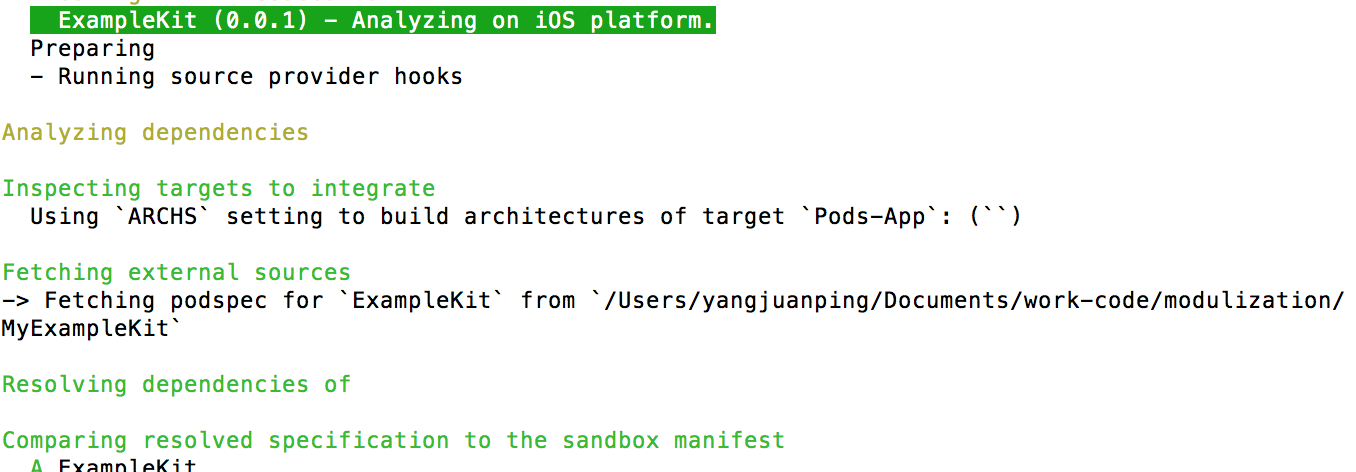 ExampleKit (0.0.1) - Analyzing on iOS platform.
Preparing
- Running source provider hooks
Analyzing dependencies
Inspecting targets to integrate
Using `ARCHS` setting to build architectures of target `Pods-App`: (``)
Fetching external sources
-> Fetching podspec for `ExampleKit` from `/Users/yangjuanping/Documents/work-code/modulization/
MyExampleKit`
Resolving dependencies of
Comparing resolved specification to the sandbox manifest
A ExampleKit